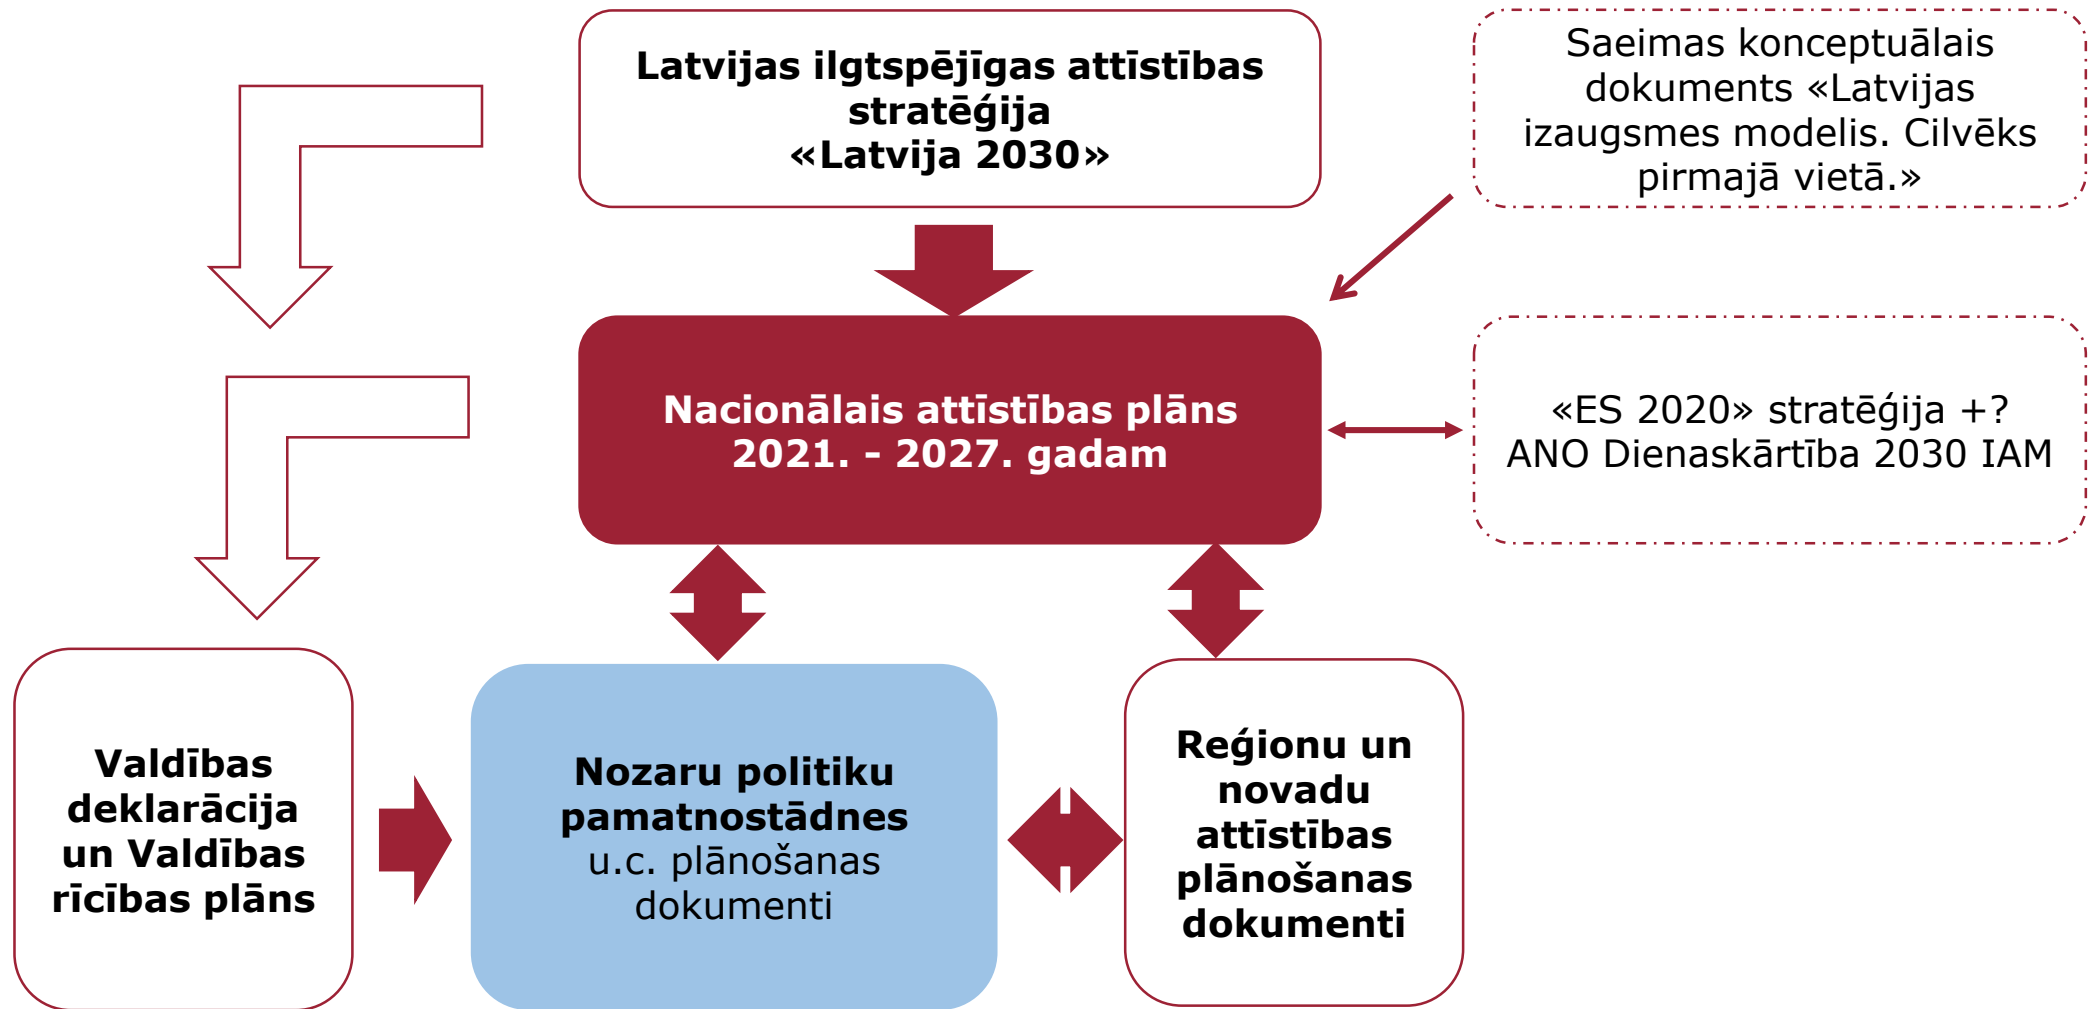 Latvijas ilgtspējīgas attīstības
stratēģija
«Latvija 2030»
Saeimas konceptuālais
dokuments «Latvijas
izaugsmes modelis. Cilvēks
pirmajā vietā.»
Nacionālais attīstības plāns
2021. - 2027. gadam
«ES 2020» stratēģija +?
ANO Dienaskārtība 2030 IAM
Valdības
deklarācija
un Valdības
rīcības plāns
Nozaru politiku
pamatnostādnes
u.c. plānošanas
dokumenti
Reģionu un
novadu
attīstības
plānošanas
dokumenti